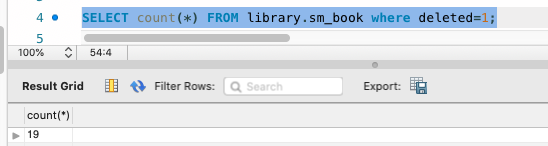 4 SELECT count(*) FROM library.sm_book where deleted=1;
5
100% 54:4
Result Grid Filter Rows: Search Export:
count(*)
19